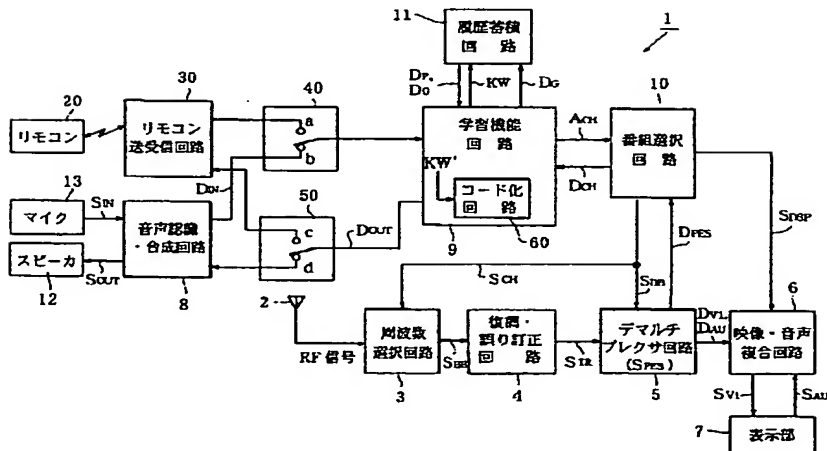 11
履歴蓄積
回 路
1
30
DP,
DO
KW
DG
10
20
40
リモコン
リモコン
送受信回路
a
b
学習機能
回 路
ACH
番組選択
回 路
DCH
13
マイク
SIN
DIN
KW'
コード化
回 路
60
9
50
音声認識
・合成回路
c
d
DOUT
DPES
SDSP
スピーカ
SOUT
12
8
SCH
SDR
6
2
RF 信号
周波数
選択回路
3
SBB
復調・
誤り訂正
回 路
4
STR
デマルチ
プレクサ回路
(SPES)
5
DVI,
DAU
映像・音声
複合回路
SVI
SAU
7
表示部